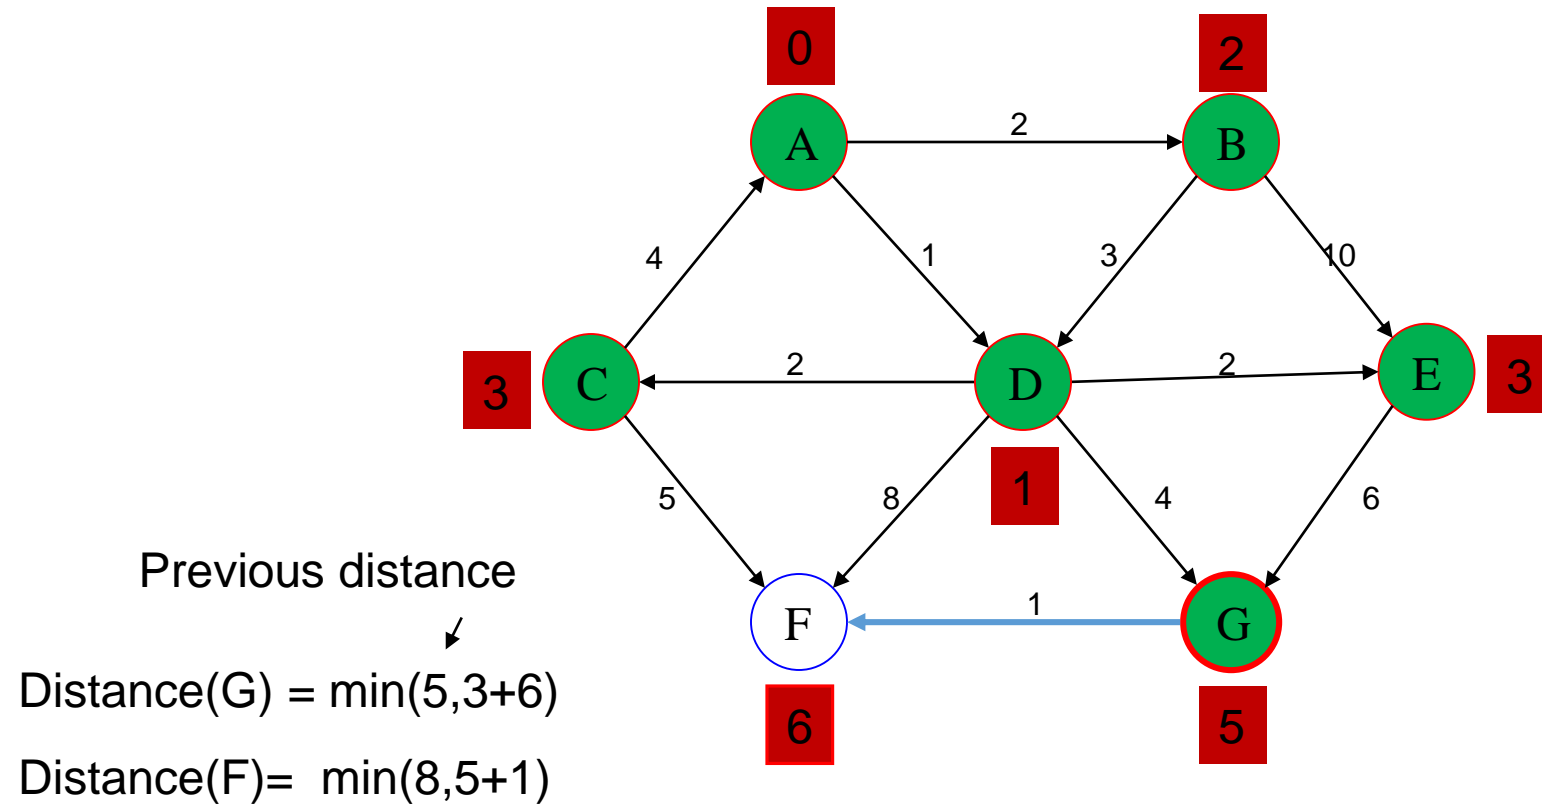 0
2
A
2
B
4
1
3
10
3
C
2
D
2
E
3
1
5
8
4
6
Previous distance
F
1
G
Distance(G) = min(5,3+6)
6
5
Distance(F)= min(8,5+1)